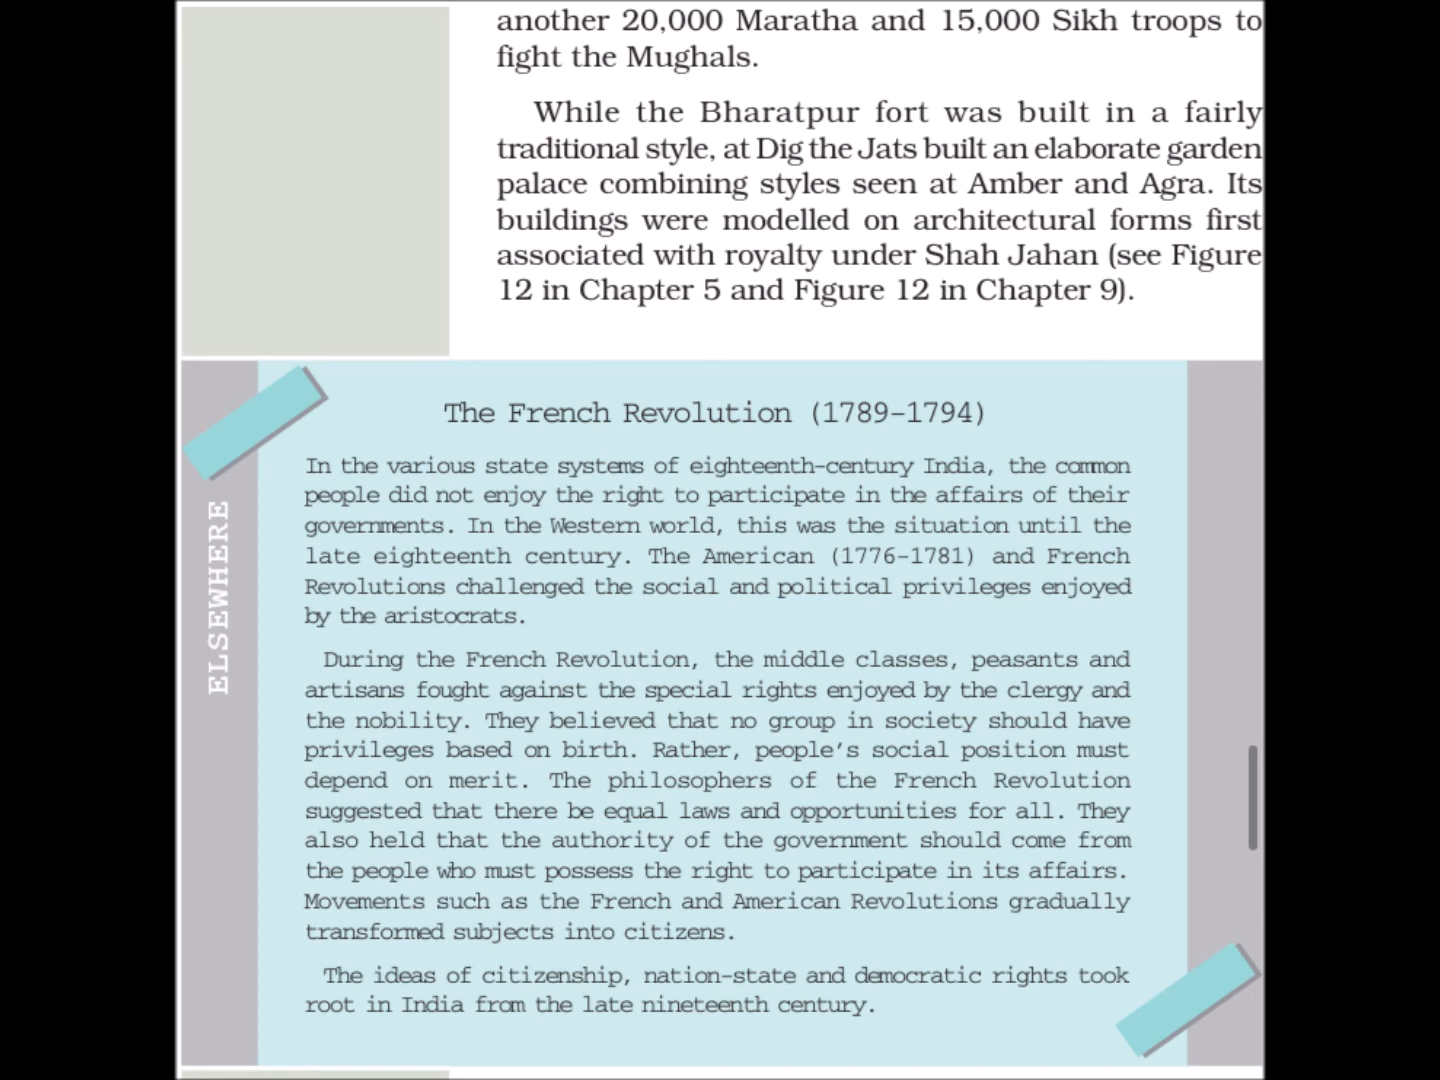 another 20,000 Maratha and 15,000 Sikh troops to
fight the Mughals.
While the Bharatpur fort was built in a fairly
traditional style, at Dig the Jats built an elaborate garden
palace combining styles seen at Amber and Agra. Its
buildings were modelled on architectural forms first
associated with royalty under Shah Jahan (see Figure
12 in Chapter 5 and Figure 12 in Chapter 9).
ELSEWHERE
The French Revolution (1789–1794)
In the various state systems of eighteenth-century India, the common
people did not enjoy the right to participate in the affairs of their
governments. In the Western world, this was the situation until the
late eighteenth century. The American (1776-1781) and French
Revolutions challenged the social and political privileges enjoyed
by the aristocrats.
During the French Revolution, the middle classes, peasants and
artisans fought against the special rights enjoyed by the clergy and
the nobility. They believed that no group in society should have
privileges based on birth. Rather, people’s social position must
depend on merit. The philosophers of the French Revolution
suggested that there be equal laws and opportunities for all. They
also held that the authority of the government should come from
the people who must possess the right to participate in its affairs.
Movements such as the French and American Revolutions gradually
transformed subjects into citizens.
The ideas of citizenship, nation-state and democratic rights took
root in India from the late nineteenth century.